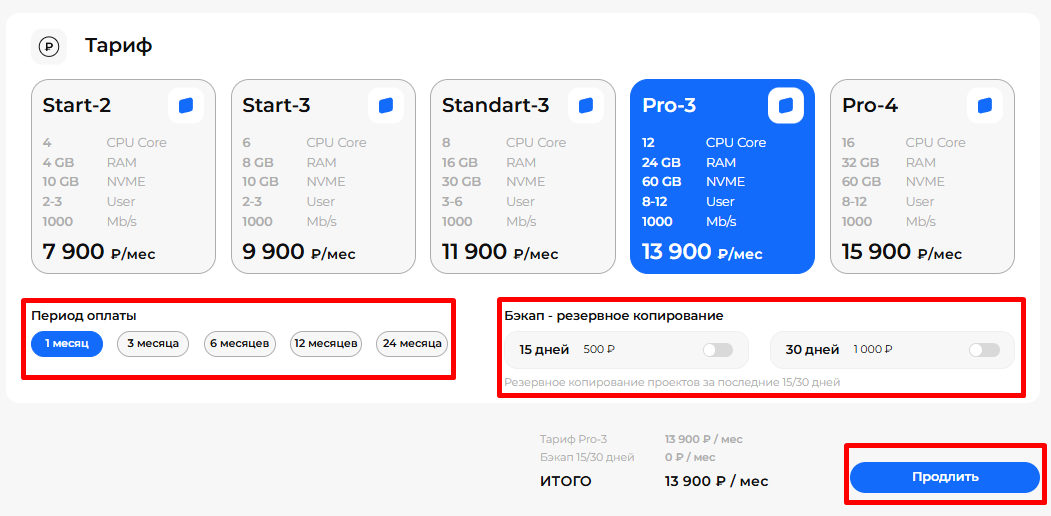 Тариф
Start-2
4 CPU Core
4 GB RAM
10 GB NVME
2-3 User
1000 Mb/s
7 900 ₽/мес
Start-3
6 CPU Core
8 GB RAM
10 GB NVME
2-3 User
1000 Mb/s
9 900 ₽/мес
Standart-3
8 CPU Core
16 GB RAM
30 GB NVME
3-6 User
1000 Mb/s
11 900 ₽/мес
Pro-3
12 CPU Core
24 GB RAM
60 GB NVME
8-12 User
1000 Mb/s
13 900 ₽/мес
Pro-4
16 CPU Core
32 GB RAM
60 GB NVME
8-12 User
1000 Mb/s
15 900 ₽/мес
Период оплаты
1 месяц 3 месяца 6 месяцев 12 месяцев 24 месяца
Бэкап - резервное копирование
15 дней 500 ₽ 30 дней 1 000 ₽
Резервное копирование проектов за последние 15/30 дней
Тариф Pro-3 13 900 ₽ / мес
Бэкап 15/30 дней 0 ₽ / мес
ИТОГО 13 900 ₽ / мес
Продлить